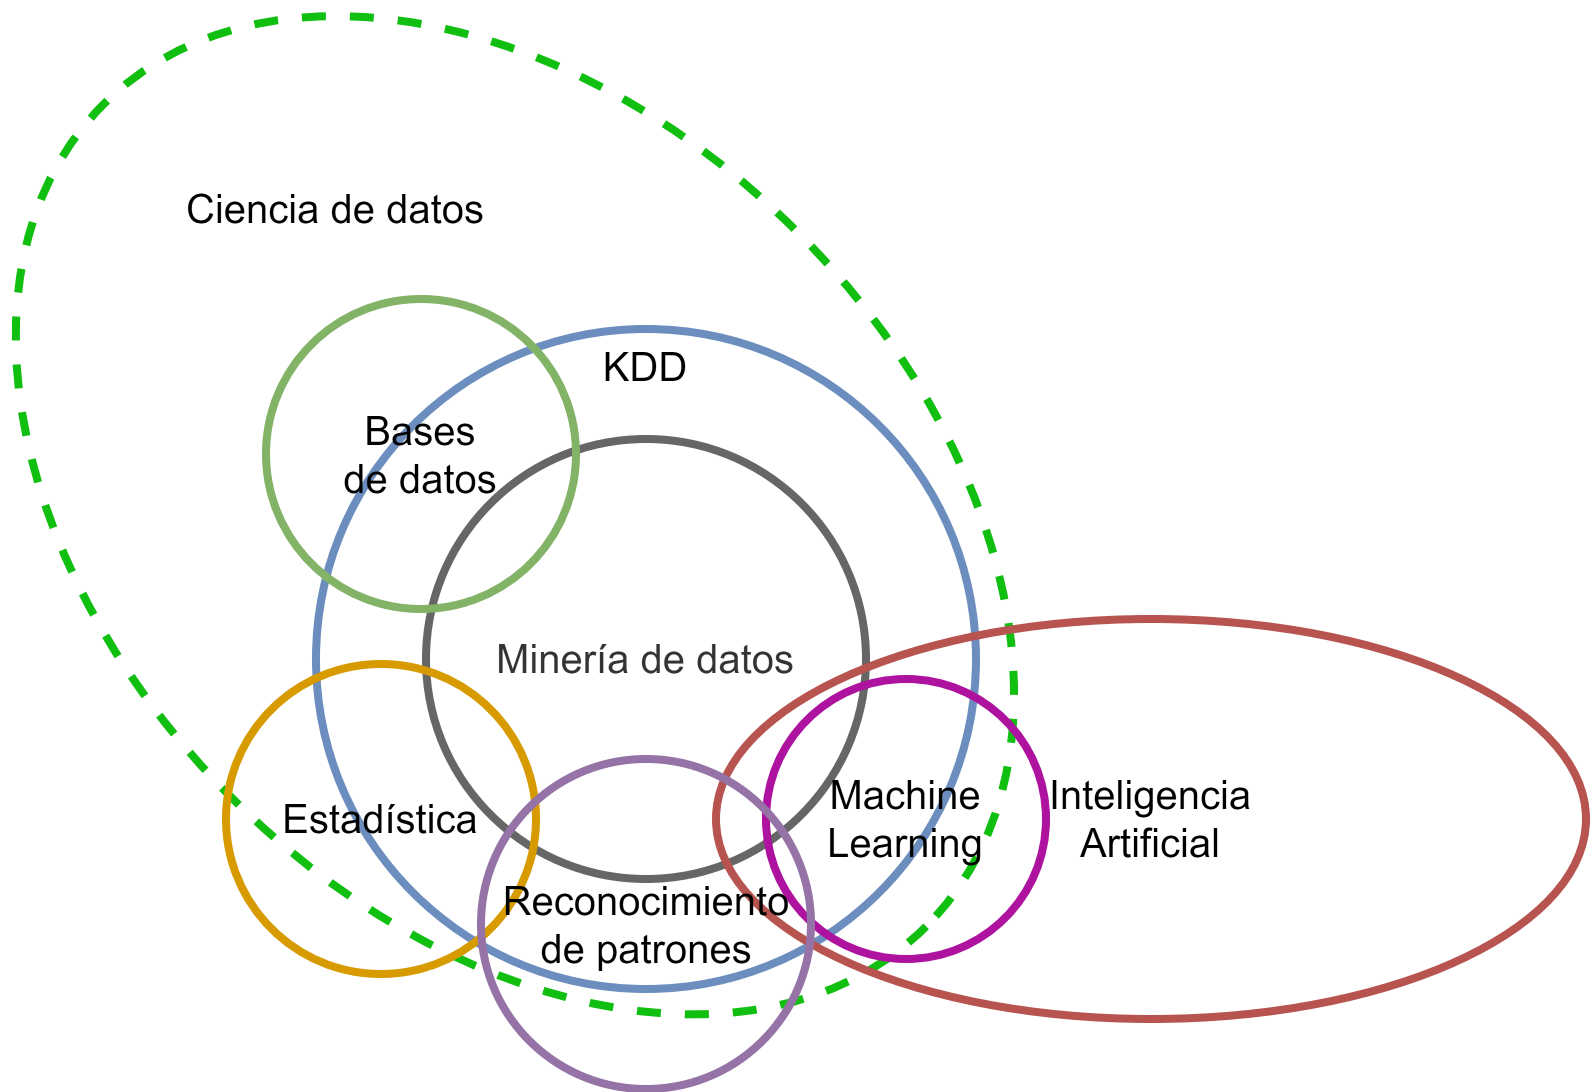 Ciencia de datos
KDD
Bases
de datos
Minería de datos
Estadística
Machine
Learning
Inteligencia
Artificial
Reconocimiento
de patrones